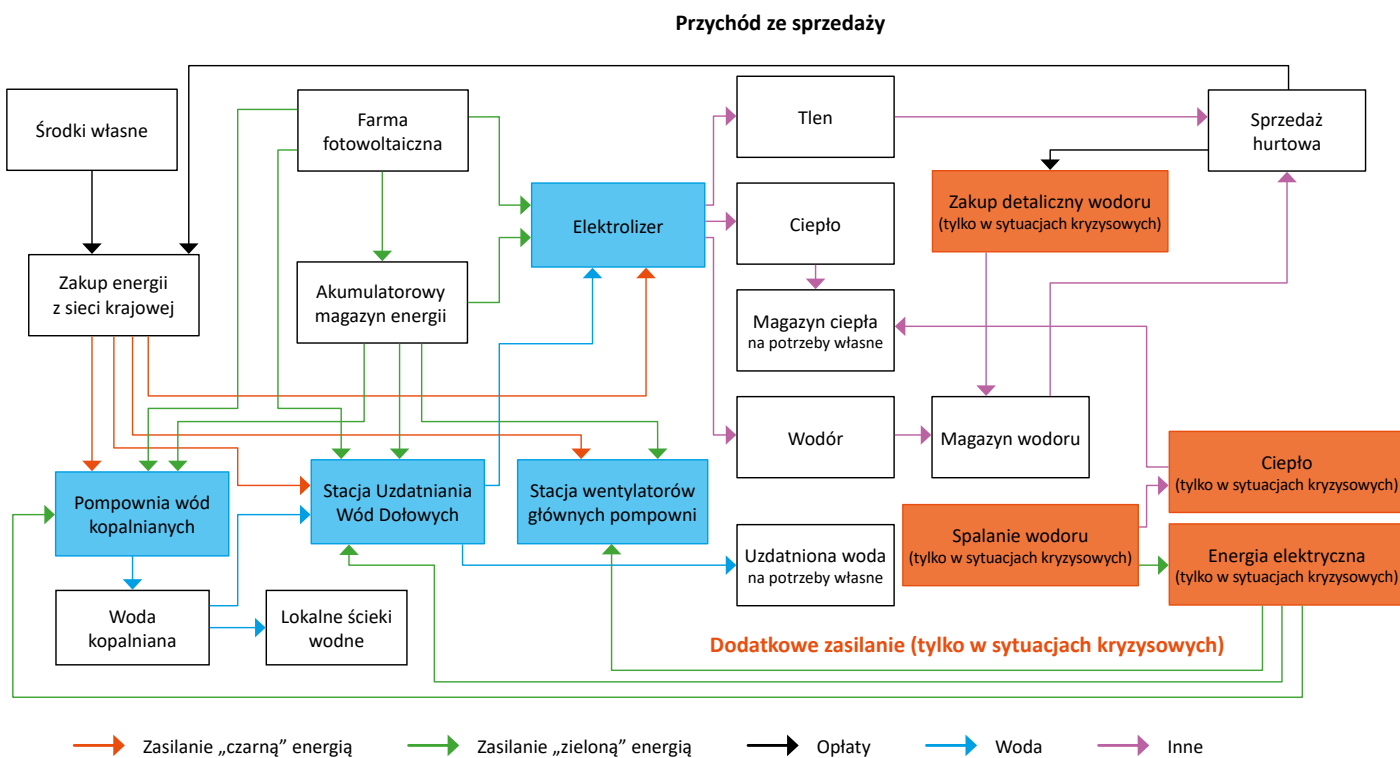 Przychód ze sprzedaży
Środki własne
Farma
fotowoltaiczna
Tlen
Sprzedaż
hurtowa
Elektrolizer
Ciepło
Zakup detaliczny wodoru
(tylko w sytuacjach kryzysowych)
Zakup energii
z sieci krajowej
Akumulatorowy
magazyn energii
Magazyn ciepła
na potrzeby własne
Wodór
Magazyn wodoru
Ciepło
(tylko w sytuacjach kryzysowych)
Pompownia wód
kopalnianych
Stacja Uzdatniania
Wód Dołowych
Stacja wentylatorów
głównych pompowni
Uzdatniona woda
na potrzeby własne
Spalanie wodoru
(tylko w sytuacjach kryzysowych)
Energia elektryczna
(tylko w sytuacjach kryzysowych)
Woda
kopalniana
Lokalne ścieki
wodne
Dodatkowe zasilanie (tylko w sytuacjach kryzysowych)
Zasilanie „czarną” energią
Zasilanie „zieloną” energią
Opłaty
Woda
Inne